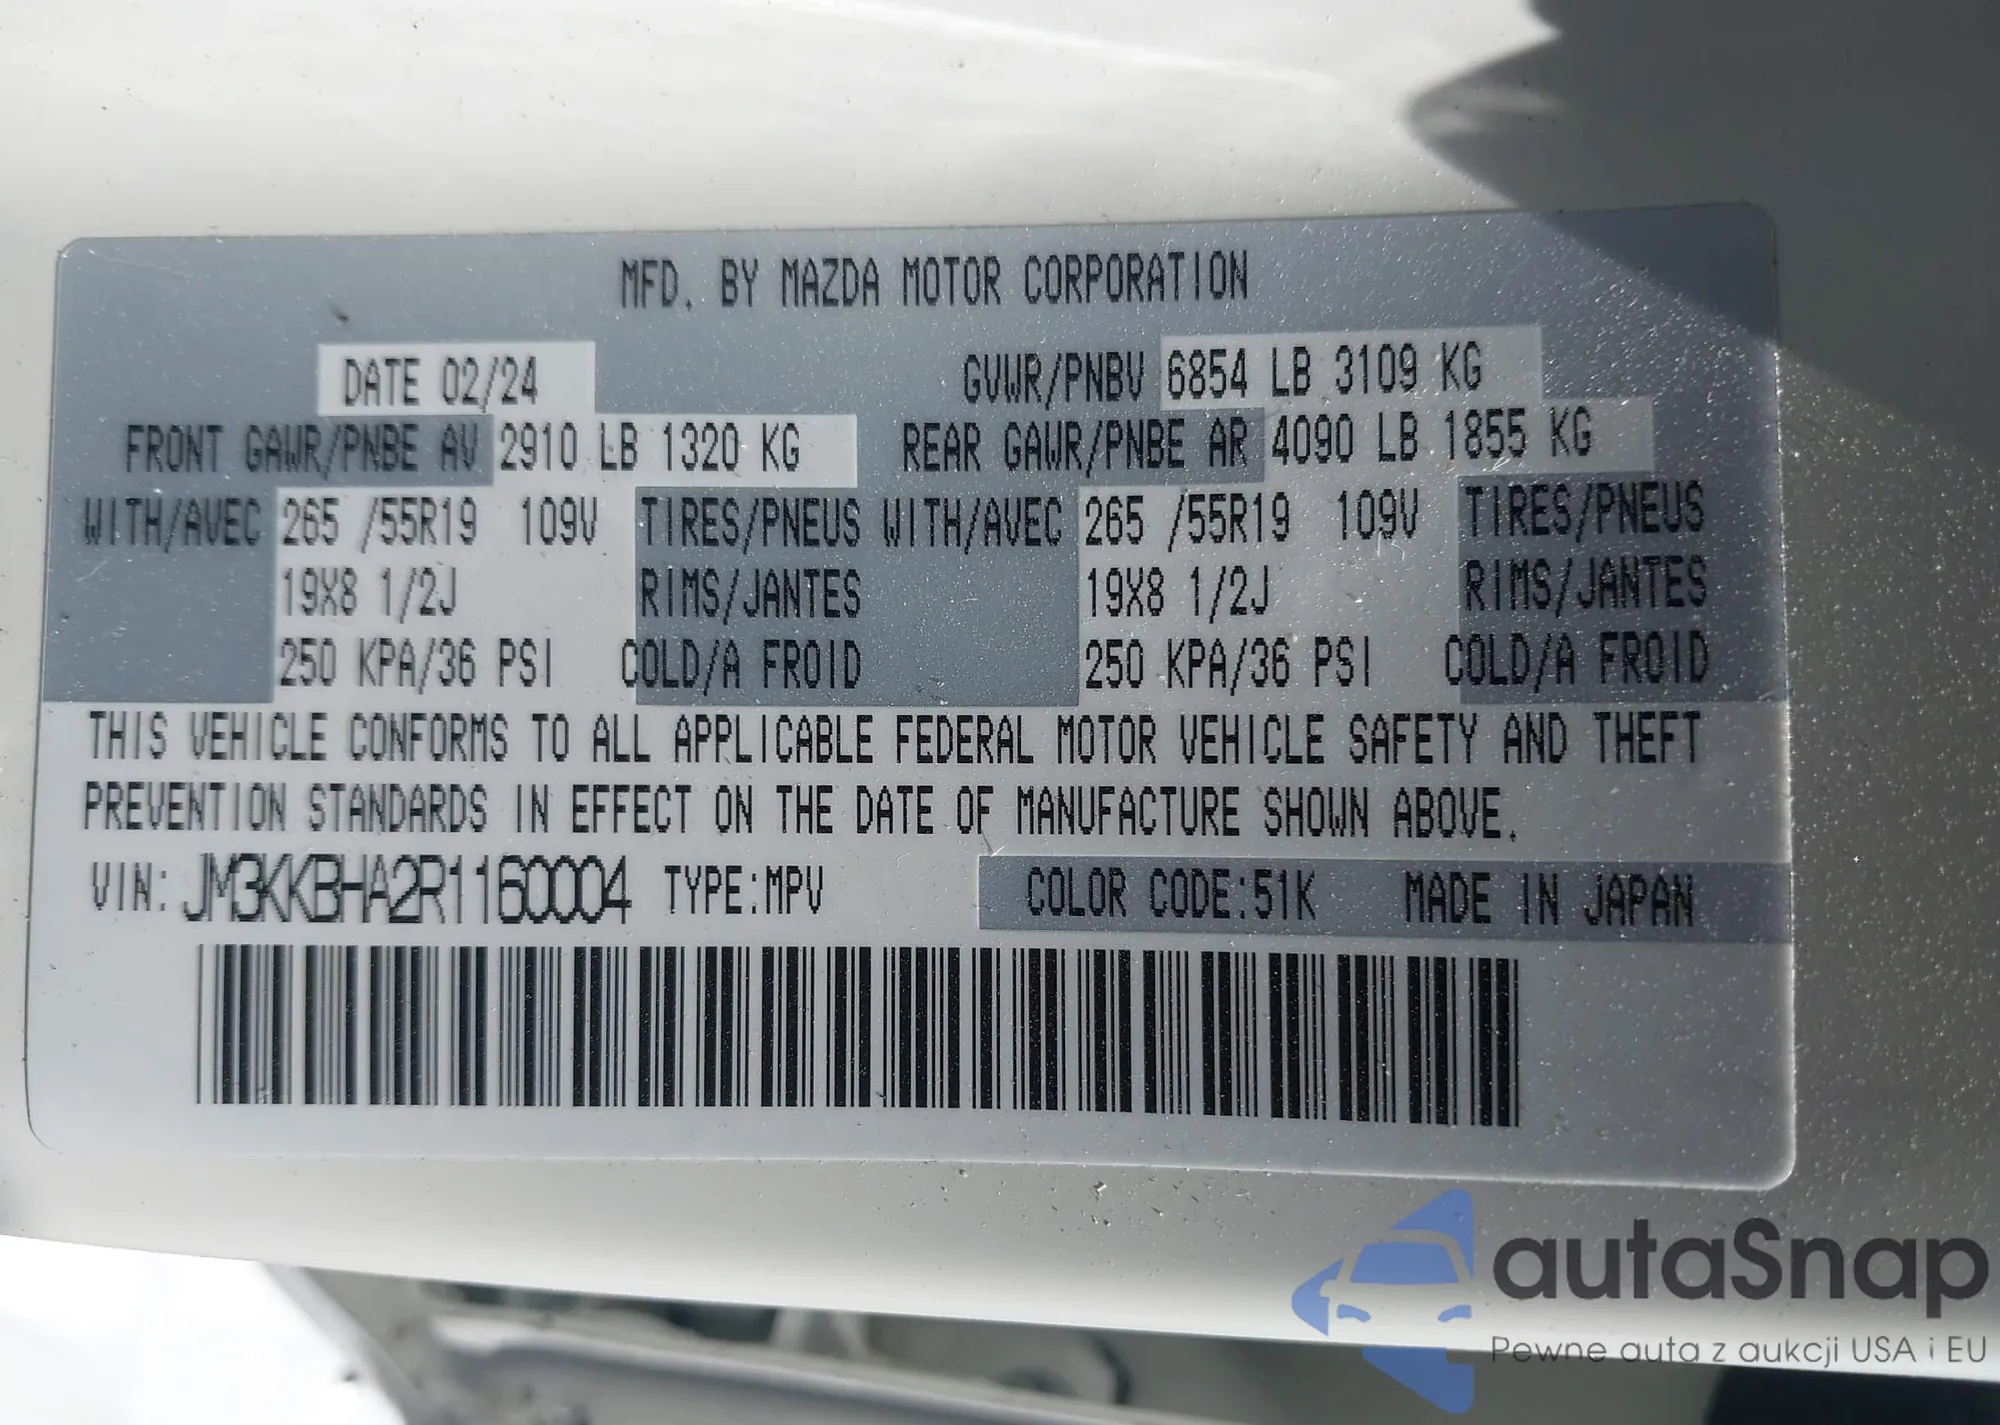 MFD. BY MAZDA MOTOR CORPORATION
DATE 02/24 GVWR/PNBV 6854 LB 3109 KG
FRONT GAWR/PNBE AV 2910 LB 1320 KG REAR GAWR/PNBE AR 4090 LB 1855 KG
WITH/AVEC 265 /55R19 109V TIRES/PNEUS WITH/AVEC 265 /55R19 109V TIRES/PNEUS
19X8 1/2J RIMS/JANTES 19X8 1/2J RIMS/JANTES
250 KPA/36 PSI COLD/A FROID 250 KPA/36 PSI COLD/A FROID
THIS VEHICLE CONFORMS TO ALL APPLICABLE FEDERAL MOTOR VEHICLE SAFETY AND THEFT
PREVENTION STANDARDS IN EFFECT ON THE DATE OF MANUFACTURE SHOWN ABOVE.
VIN: JM3KKBHA2R1160004 TYPE:MPV COLOR CODE:51K MADE IN JAPAN
autaSnap
Pewne auta z aukcji USA i EU